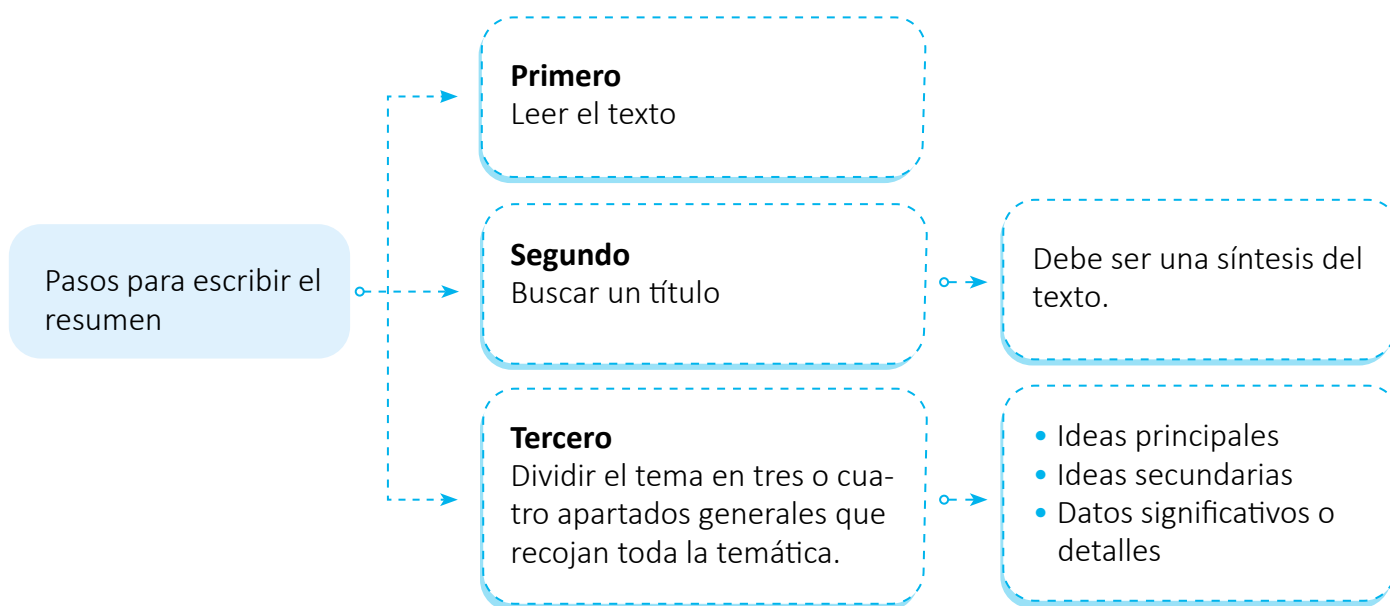 Pasos para escribir el
resumen
Primero
Leer el texto
Segundo
Buscar un título
Debe ser una síntesis del
texto.
Tercero
Dividir el tema en tres o cua-
tro apartados generales que
recojan toda la temática.
• Ideas principales
• Ideas secundarias
• Datos significativos o
detalles